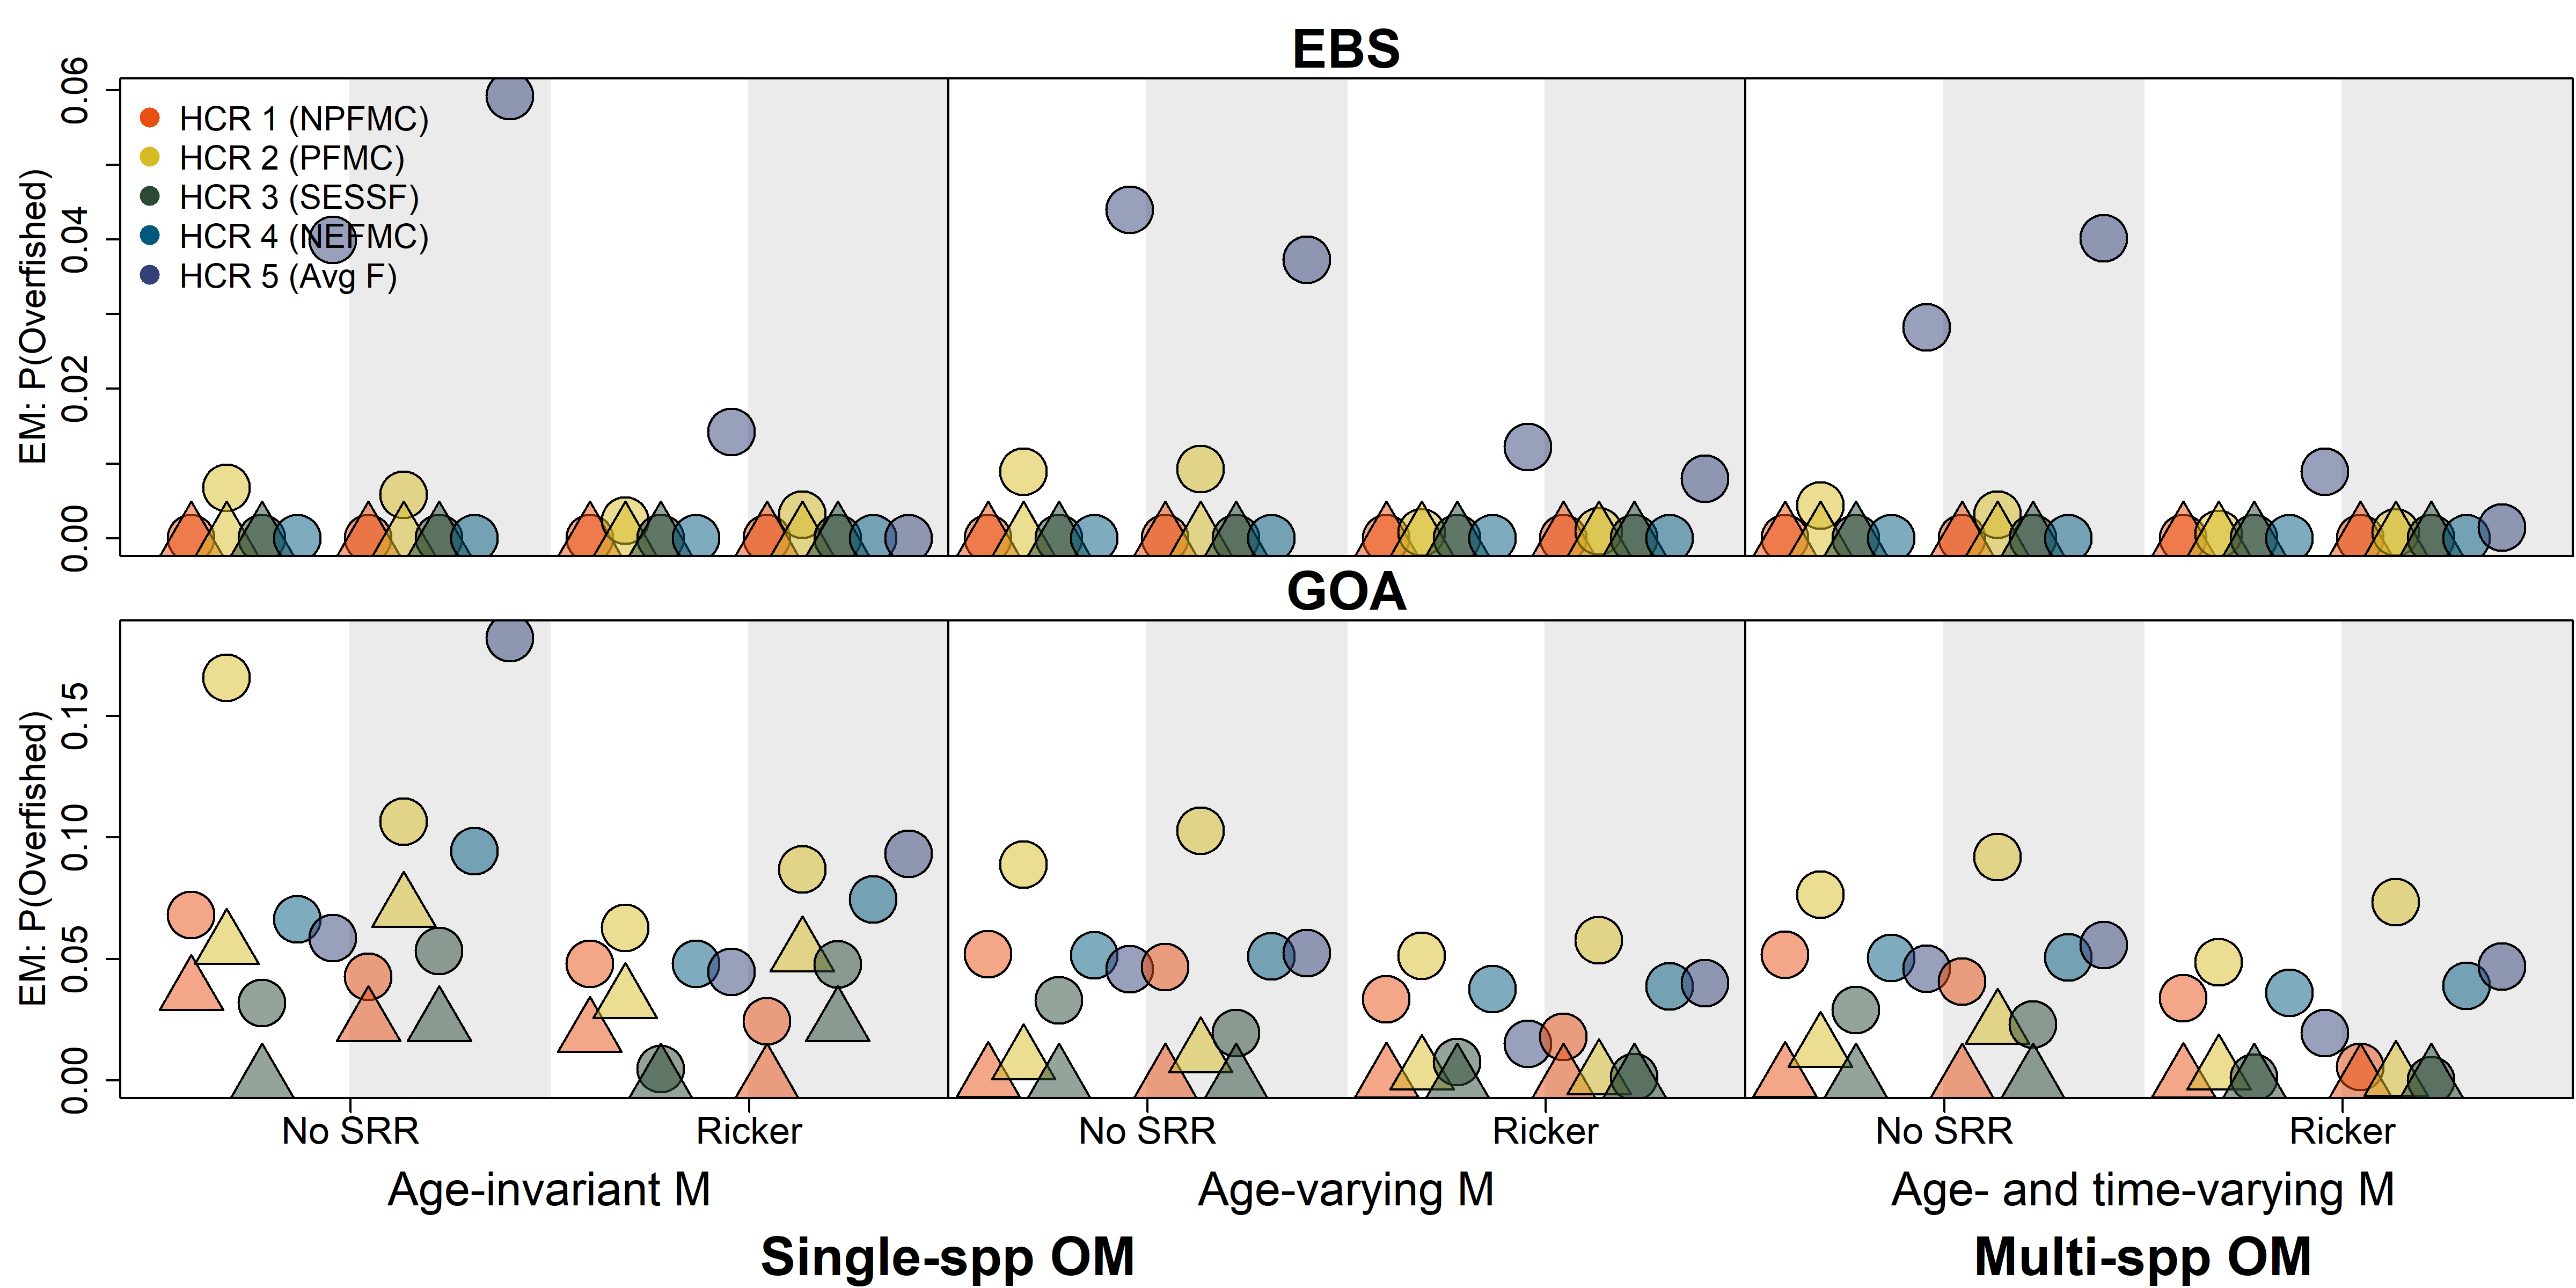 EBS
EM: P(Overfished)
0.06
0.04
0.02
0.00
HCR 1 (NPFMC)
HCR 2 (PFMC)
HCR 3 (SESSF)
HCR 4 (NEFMC)
HCR 5 (Avg F)
GOA
EM: P(Overfished)
0.15
0.10
0.05
0.00
No SRR Ricker No SRR Ricker No SRR Ricker
Age-invariant M Age-varying M Age- and time-varying M
Single-spp OM Multi-spp OM